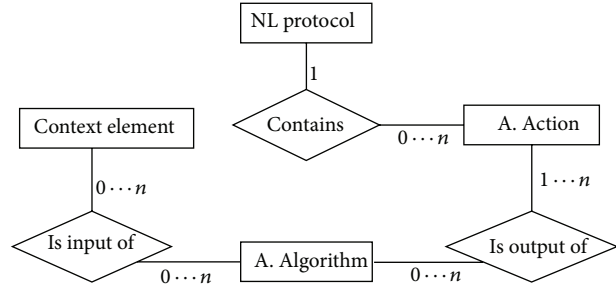 NL protocol
1
Contains
0 ··· n
A. Action
Context element
0 ··· n
1 ··· n
Is input of
0 ··· n
A. Algorithm
0 ··· n
Is output of